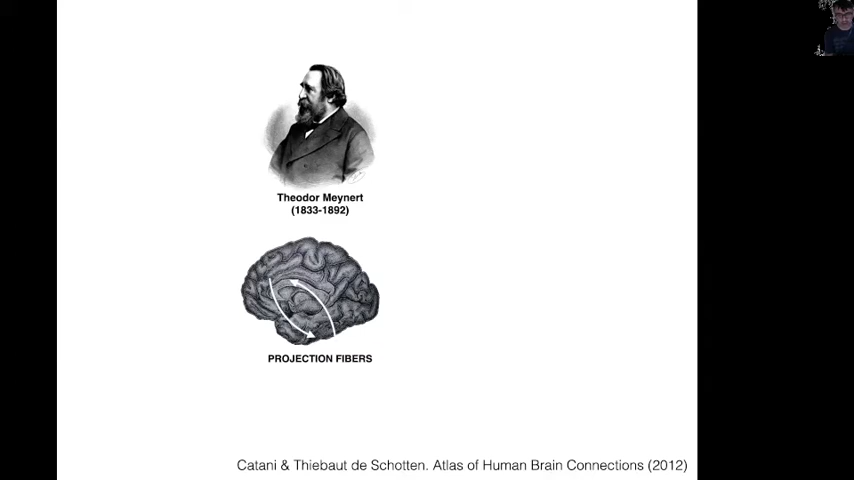 Theodor Meynert
(1833-1892)
PROJECTION FIBERS
Catani & Thiebaut de Schotten. Atlas of Human Brain Connections (2012)